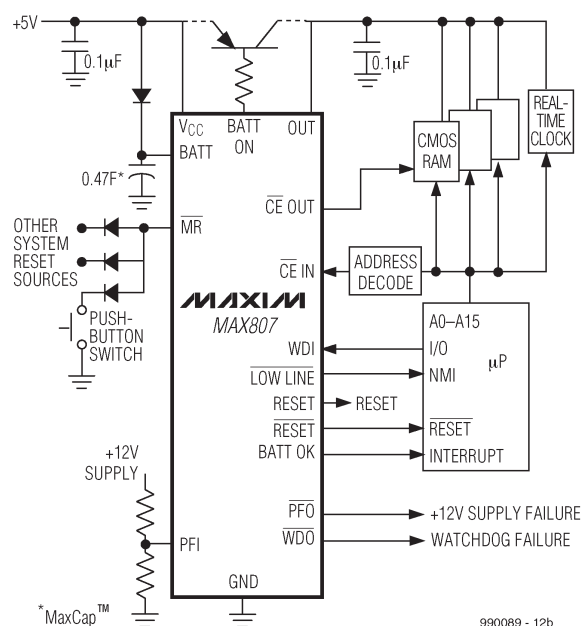 +5V
0.1µF
0.1µF
VCC
BATT
ON
OUT
BATT
0.47F*
CMOS
RAM
REAL-
TIME
CLOCK
CE OUT
MR
OTHER
SYSTEM
RESET
SOURCES
CE IN
ADDRESS
DECODE
MAXIM
MAX807
PUSH-
BUTTON
SWITCH
A0–A15
WDI
I/O
µP
LOW LINE
NMI
RESET
RESET
RESET
RESET
BATT OK
INTERRUPT
+12V
SUPPLY
PFO
+12V SUPPLY FAILURE
PFI
WDO
WATCHDOG FAILURE
GND
*MaxCap™
990089 - 12b